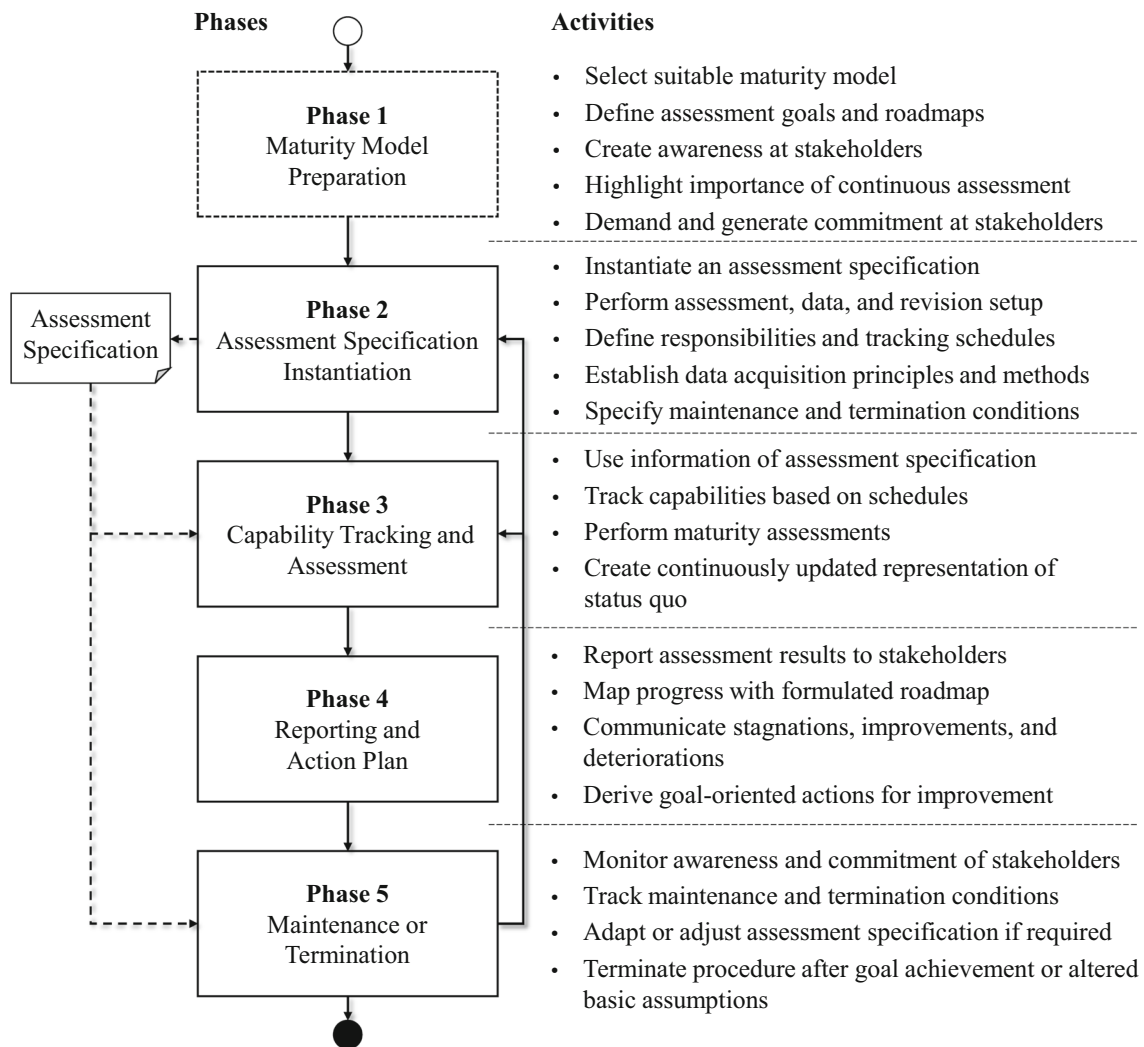 Phases
Activities
Phase 1
Maturity Model
Preparation
• Select suitable maturity model
• Define assessment goals and roadmaps
• Create awareness at stakeholders
• Highlight importance of continuous assessment
• Demand and generate commitment at stakeholders
Assessment
Specification
Phase 2
Assessment Specification
Instantiation
• Instantiate an assessment specification
• Perform assessment, data, and revision setup
• Define responsibilities and tracking schedules
• Establish data acquisition principles and methods
• Specify maintenance and termination conditions
Phase 3
Capability Tracking and
Assessment
• Use information of assessment specification
• Track capabilities based on schedules
• Perform maturity assessments
• Create continuously updated representation of
status quo
Phase 4
Reporting and
Action Plan
• Report assessment results to stakeholders
• Map progress with formulated roadmap
• Communicate stagnations, improvements, and
deteriorations
• Derive goal-oriented actions for improvement
Phase 5
Maintenance or
Termination
• Monitor awareness and commitment of stakeholders
• Track maintenance and termination conditions
• Adapt or adjust assessment specification if required
• Terminate procedure after goal achievement or altered
basic assumptions